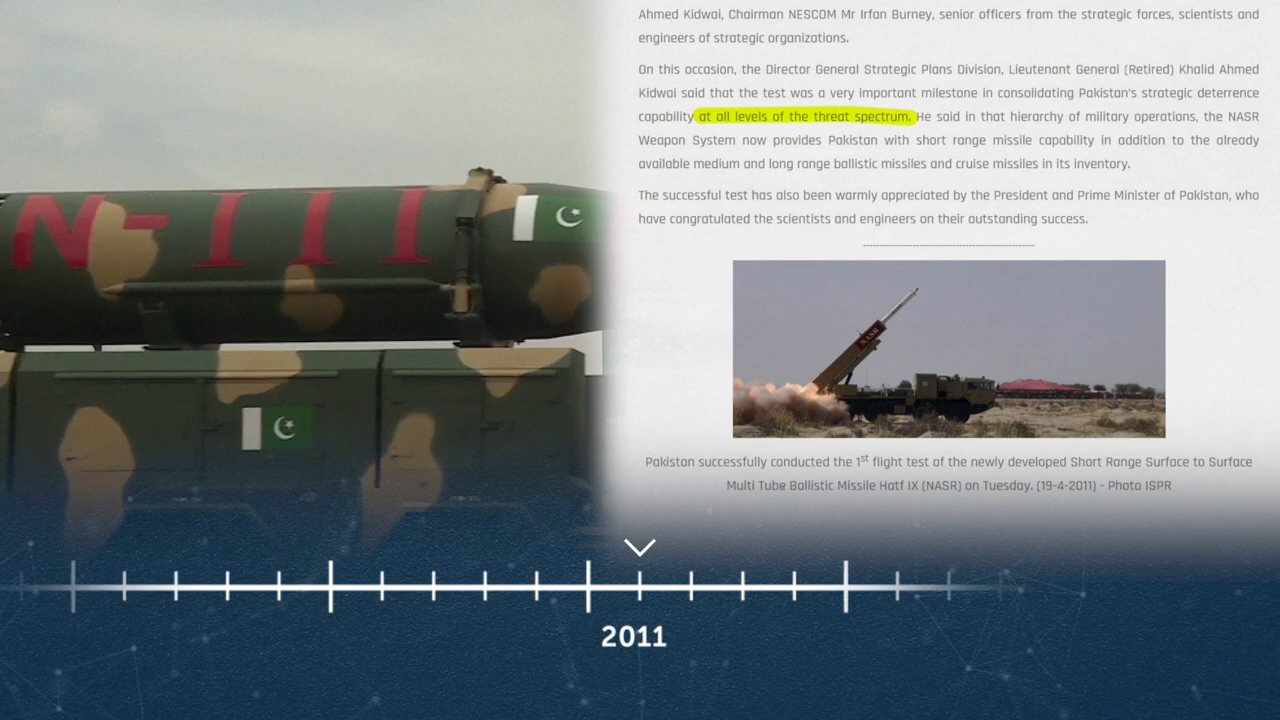 N-III
Ahmed Kidwai, Chairman NESCOM Mr Irfan Burney, senior officers from the strategic forces, scientists and
engineers of strategic organizations.
On this occasion, the Director General Strategic Plans Division, Lieutenant General (Retired) Khalid Ahmed
Kidwai said that the test was a very important milestone in consolidating Pakistan's strategic deterrence
capability at all levels of the threat spectrum. He said in that hierarchy of military operations, the NASR
Weapon System now provides Pakistan with short range missile capability in addition to the already
available medium and long range ballistic missiles and cruise missiles in its inventory.
The successful test has also been warmly appreciated by the President and Prime Minister of Pakistan, who
have congratulated the scientists and engineers on their outstanding success.
NASR
Pakistan successfully conducted the 1st flight test of the newly developed Short Range Surface to Surface
Multi Tube Ballistic Missile Hatf IX (NASR) on Tuesday. (19-4-2011) - Photo ISPR
2011